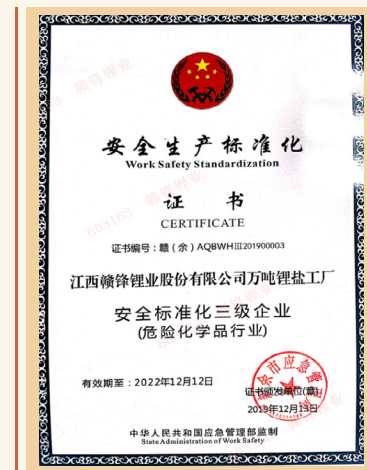 安全生产标准化
Work Safety Standardization
证 书
CERTIFICATE
证书编号：赣（余）AQBWHⅢ201900003
江西赣锋锂业股份有限公司万吨锂盐工厂
安全标准化三级企业
(危险化学品行业)
有效期至：2022年12月12日
证书颁发单位(章)
2019年12月13日
中华人民共和国应急管理部监制
State Administration of Work Safety
603163 赣锋锂业